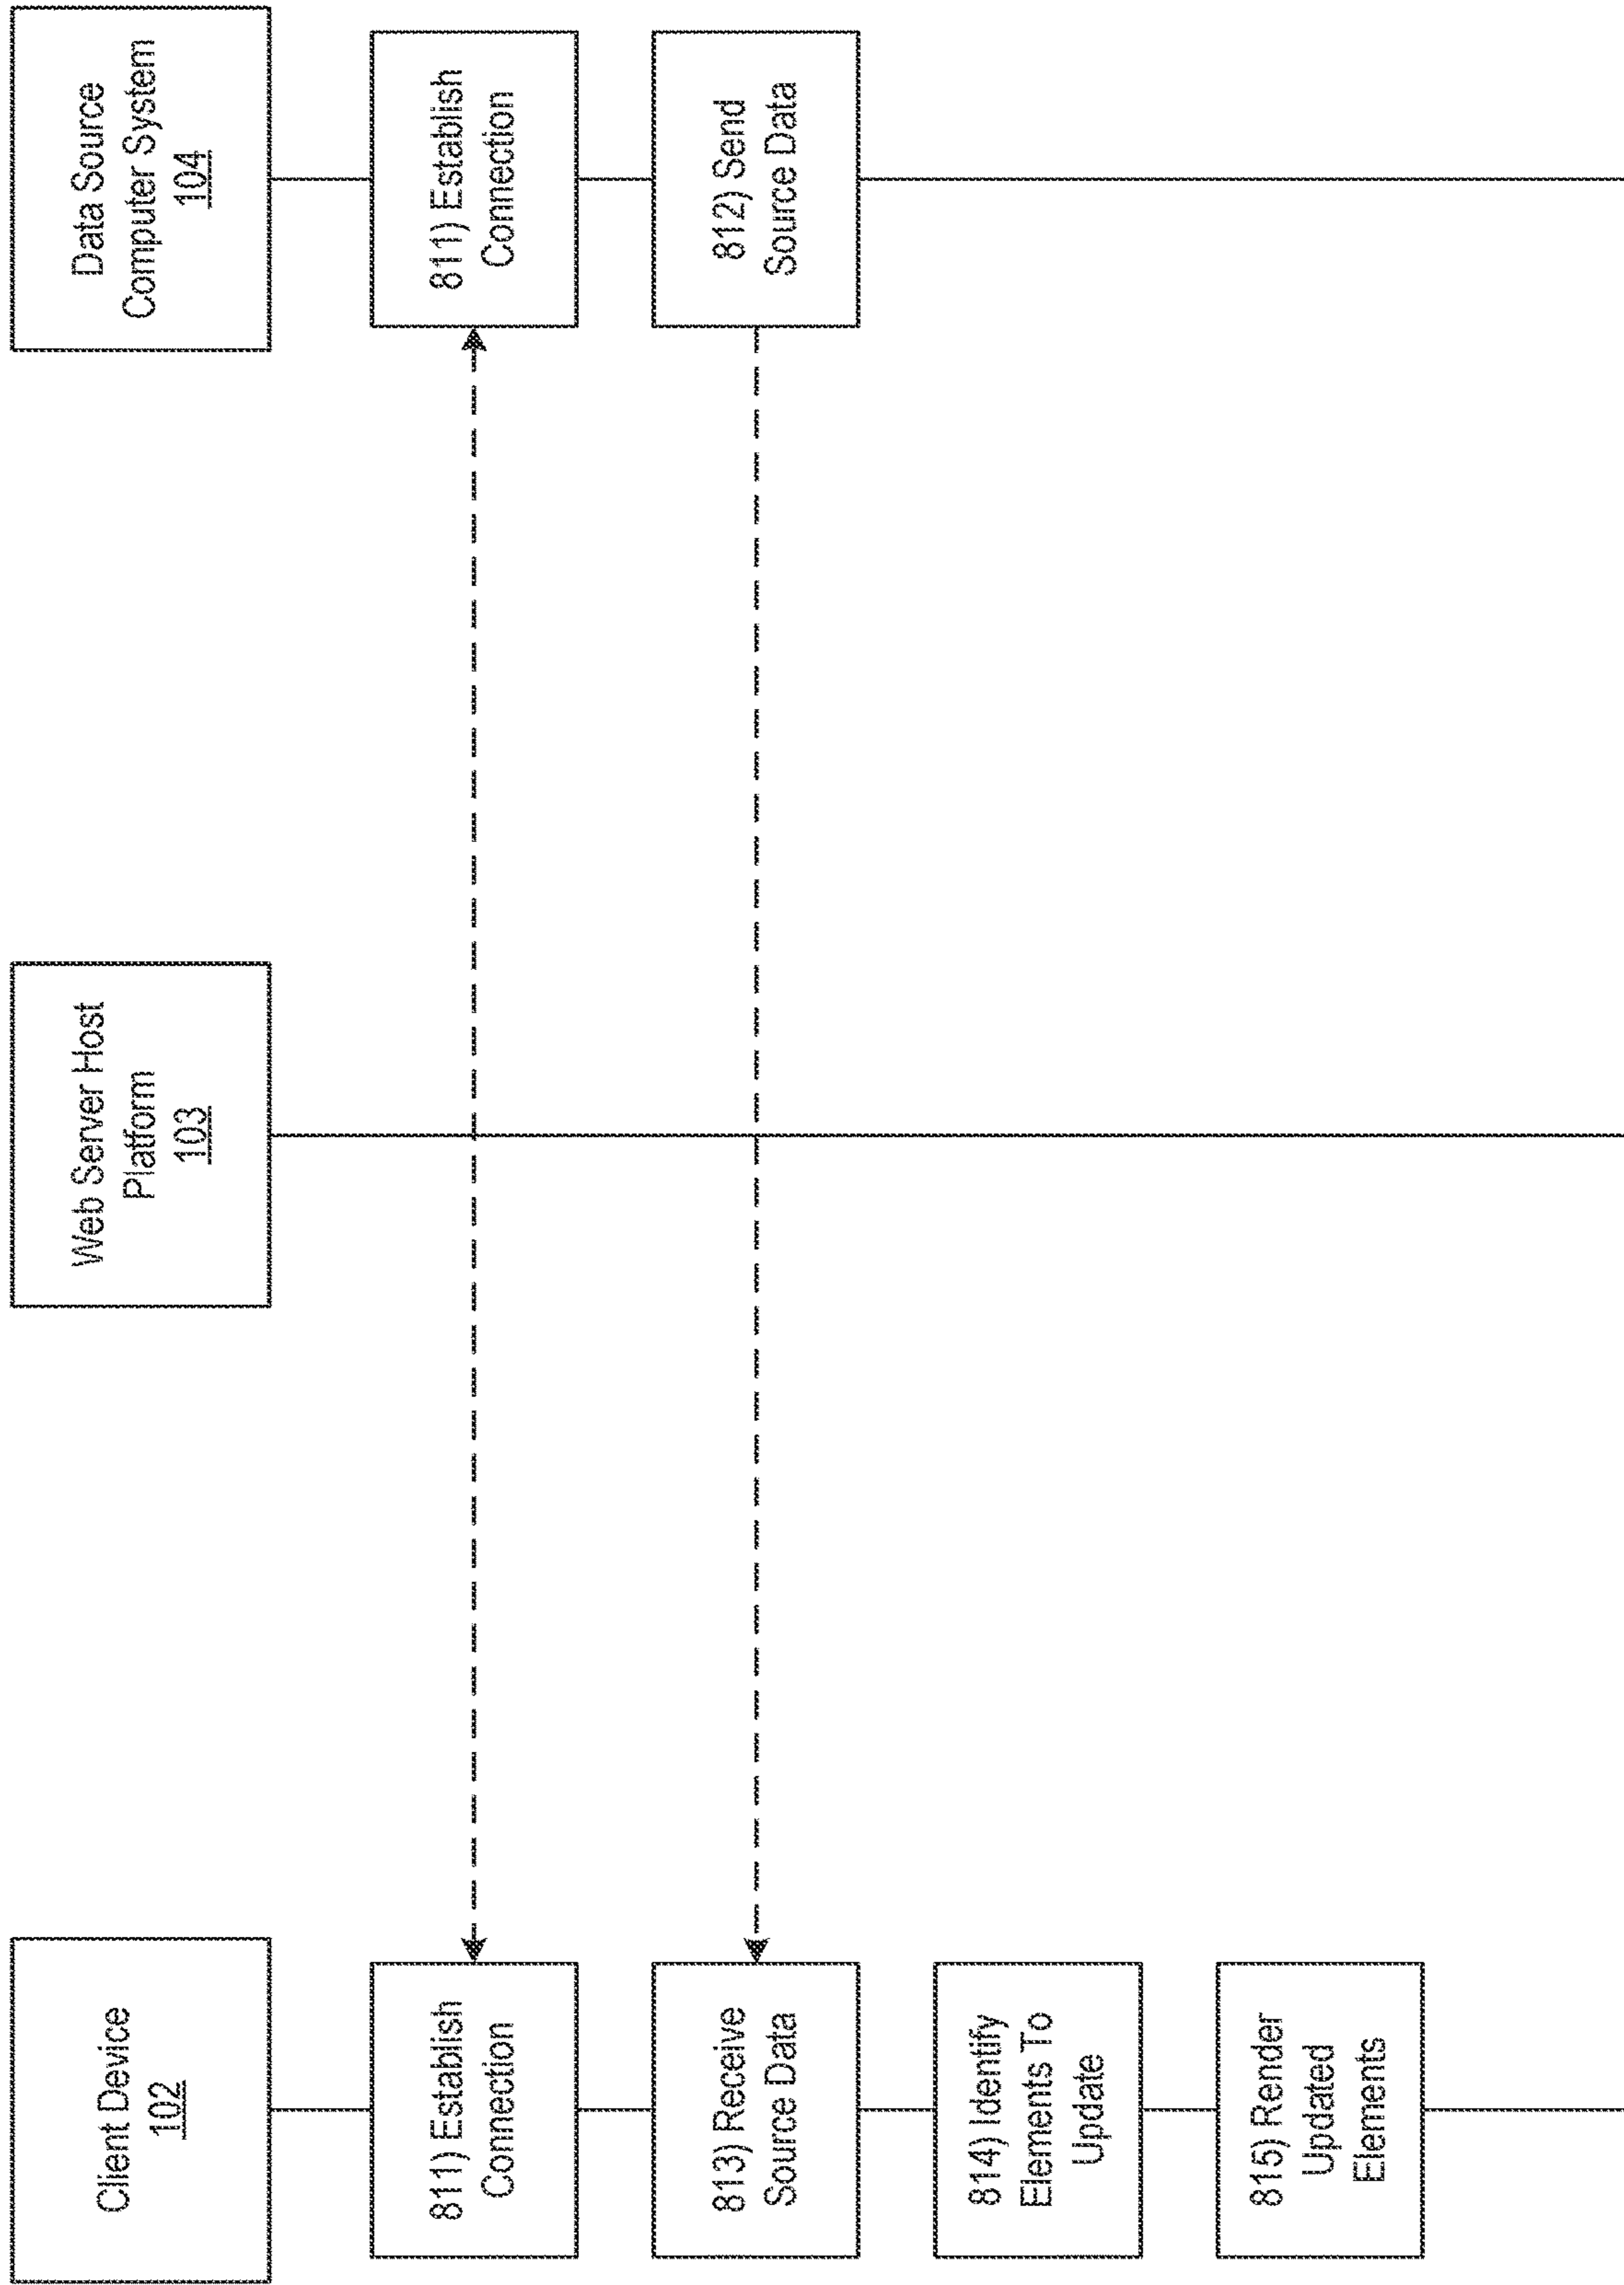 Client Device
102
Web Server Host
Platform
103
Data Source
Computer System
104
811) Establish
Connection
811) Establish
Connection
813) Receive
Source Data
812) Send
Source Data
814) Identify
Elements To
Update
815) Render
Updated
Elements